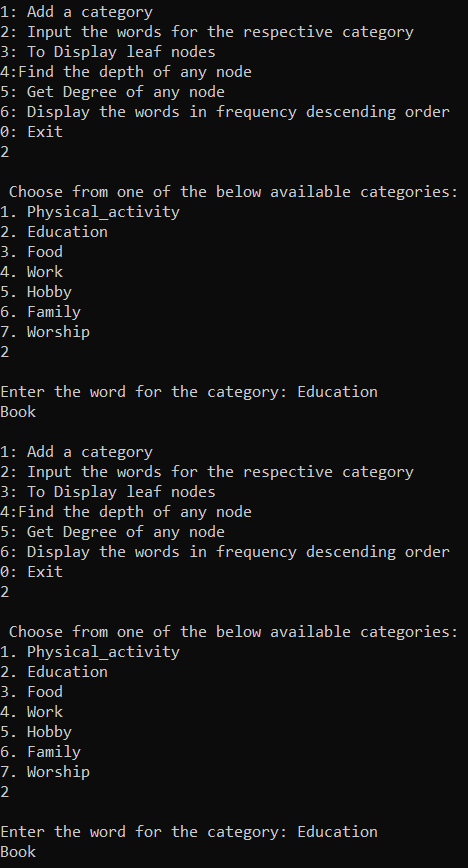 1: Add a category
2: Input the words for the respective category
3: To Display leaf nodes
4:Find the depth of any node
5: Get Degree of any node
6: Display the words in frequency descending order
0: Exit
2
Choose from one of the below available categories:
1. Physical_activity
2. Education
3. Food
4. Work
5. Hobby
6. Family
7. Worship
2
Enter the word for the category: Education
Book
1: Add a category
2: Input the words for the respective category
3: To Display leaf nodes
4:Find the depth of any node
5: Get Degree of any node
6: Display the words in frequency descending order
0: Exit
2
Choose from one of the below available categories:
1. Physical_activity
2. Education
3. Food
4. Work
5. Hobby
6. Family
7. Worship
2
Enter the word for the category: Education
Book